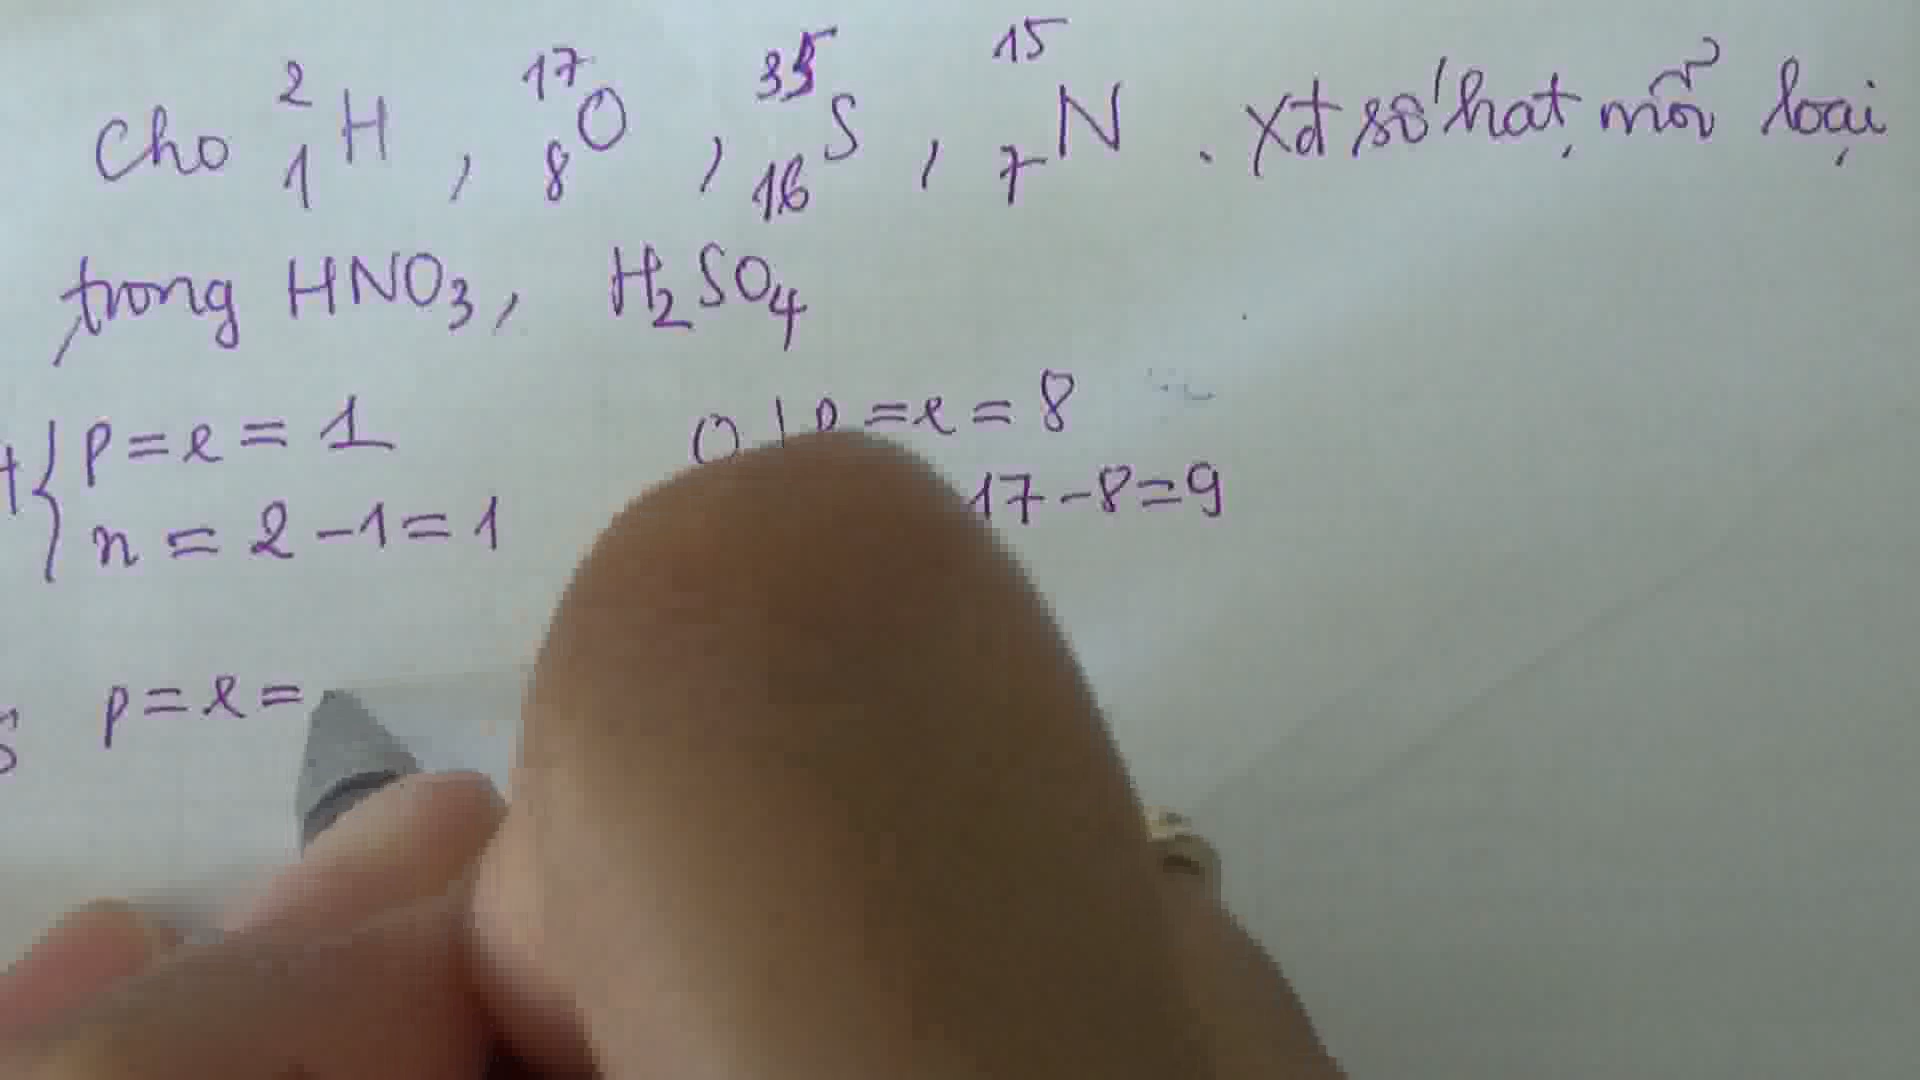 Cho ²₁H , ¹⁷₈O , ³⁵₁₆S , ¹⁵₇N . Xđ số hạt mỗi loại
trong HNO₃, H₂SO₄
p = e = 1
n = 2 - 1 = 1
O p = e = 8
17 - 8 = 9
S p = e =